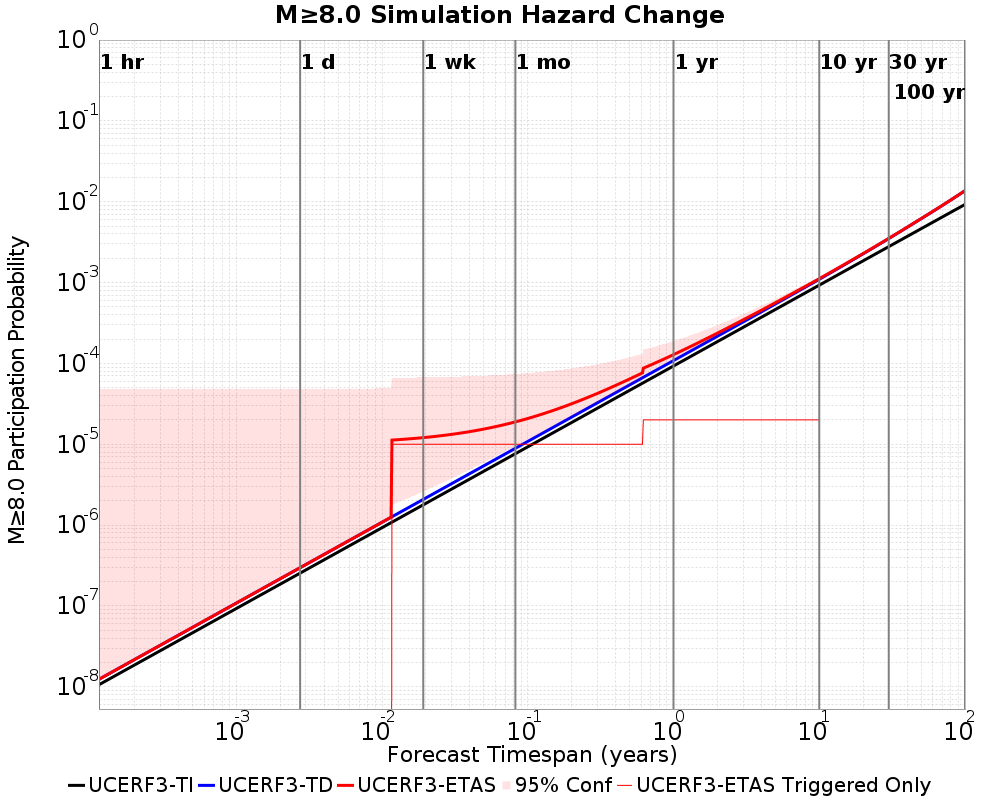 M≥8.0 Simulation Hazard Change
1 hr 1 d 1 wk 1 mo 1 yr 10 yr 30 yr
100 yr
10^0
10^-1
10^-2
10^-3
10^-4
10^-5
10^-6
10^-7
10^-8
M≥8.0 Participation Probability
10^-3 10^-2 10^-1 10^0 10^1 10^2
Forecast Timespan (years)
UCERF3-TI UCERF3-TD UCERF3-ETAS 95% Conf UCERF3-ETAS Triggered Only